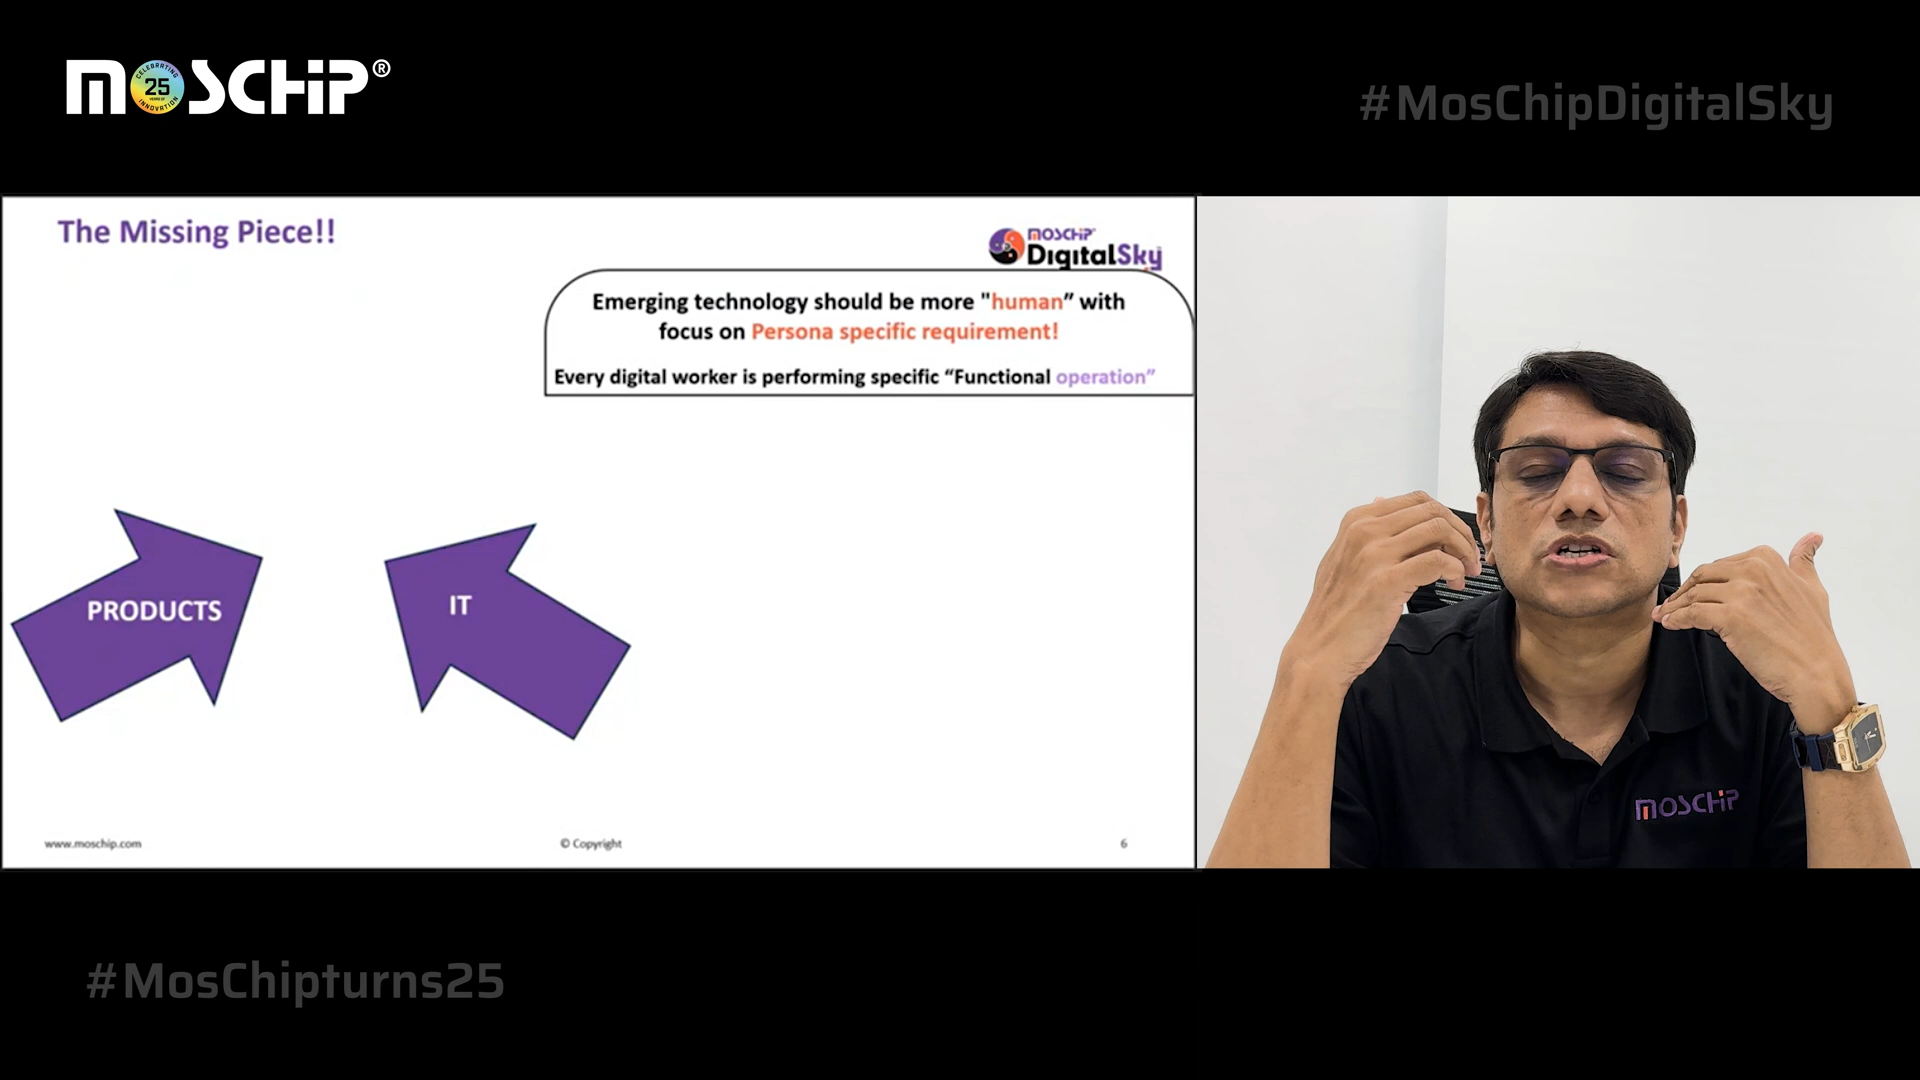 MOSCHIP®
CELEBRATING
25
YEARS OF
INNOVATION
#MosChipDigitalSky
The Missing Piece!!
MOSCHIP
DigitalSky
Emerging technology should be more "human” with
focus on Persona specific requirement!
Every digital worker is performing specific “Functional operation”
PRODUCTS
IT
MOSCHIP
www.moschip.com
© Copyright
6
#MosChipturns25